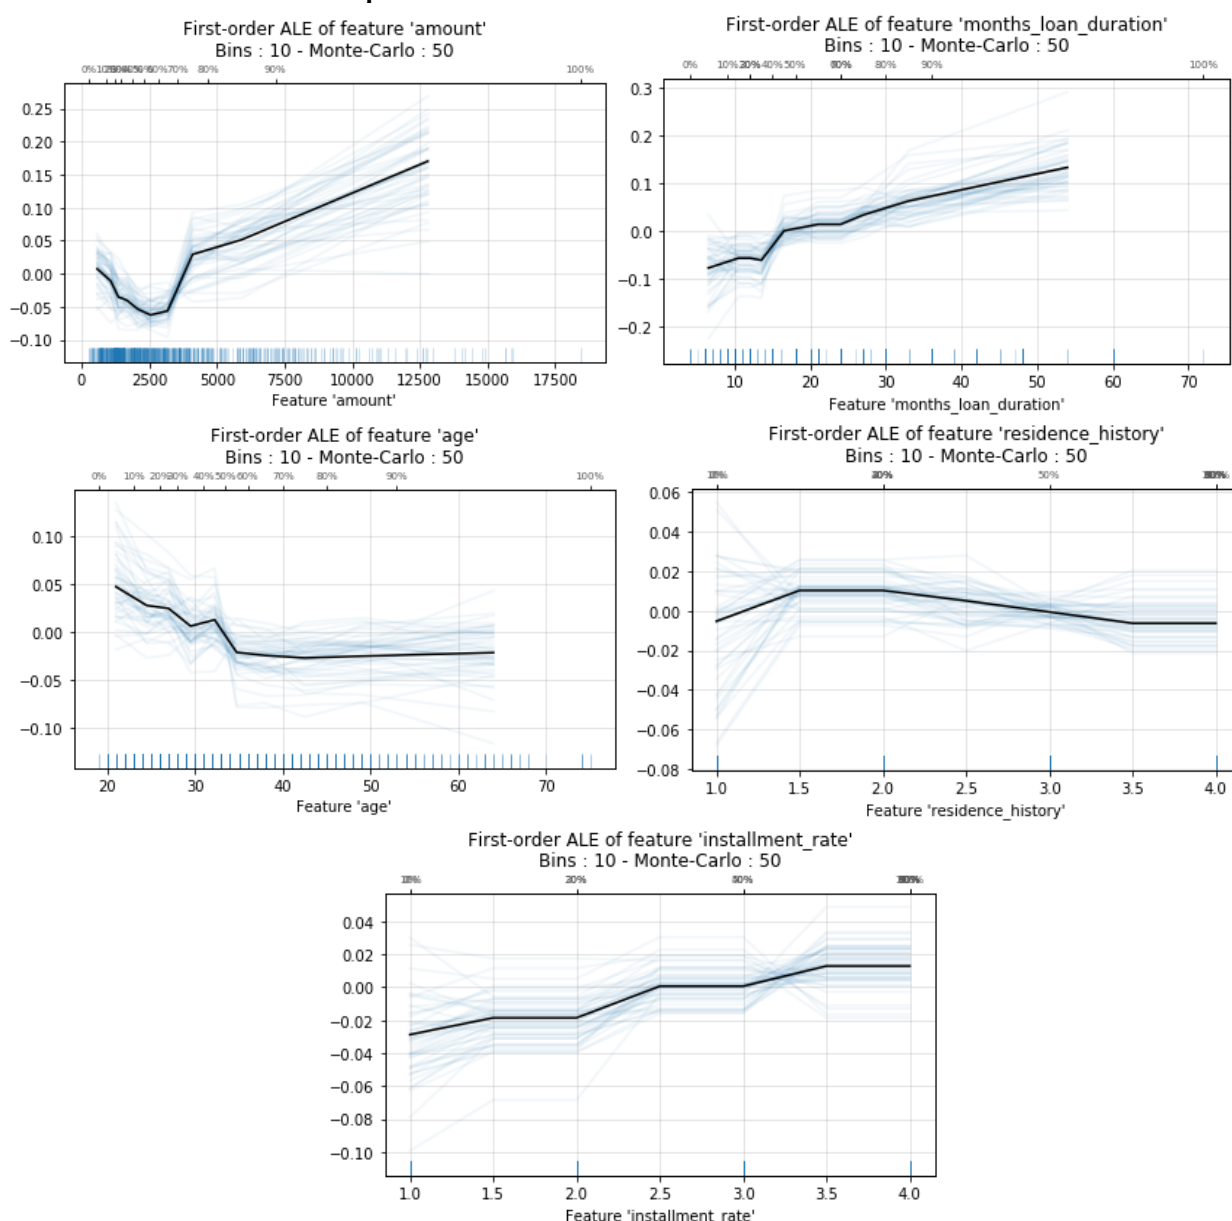 First-order ALE of feature 'amount'
Bins : 10 - Monte-Carlo : 50
0% 40% 60% 70% 80% 90% 100%
0.25
0.20
0.15
0.10
0.05
0.00
−0.05
−0.10
0 2500 5000 7500 10000 12500 15000 17500
Feature 'amount'
First-order ALE of feature 'months_loan_duration'
Bins : 10 - Monte-Carlo : 50
0% 10% 40% 50% 80% 90% 100%
0.3
0.2
0.1
0.0
−0.1
−0.2
10 20 30 40 50 60 70
Feature 'months_loan_duration'
First-order ALE of feature 'age'
Bins : 10 - Monte-Carlo : 50
0% 10% 20% 30% 40% 50% 60% 70% 80% 90% 100%
0.10
0.05
0.00
−0.05
−0.10
20 30 40 50 60 70
Feature 'age'
First-order ALE of feature 'residence_history'
Bins : 10 - Monte-Carlo : 50
50%
0.06
0.04
0.02
0.00
−0.02
−0.04
−0.06
−0.08
1.0 1.5 2.0 2.5 3.0 3.5 4.0
Feature 'residence_history'
First-order ALE of feature 'installment_rate'
Bins : 10 - Monte-Carlo : 50
0.04
0.02
0.00
−0.02
−0.04
−0.06
−0.08
−0.10
1.0 1.5 2.0 2.5 3.0 3.5 4.0
Feature 'installment_rate'